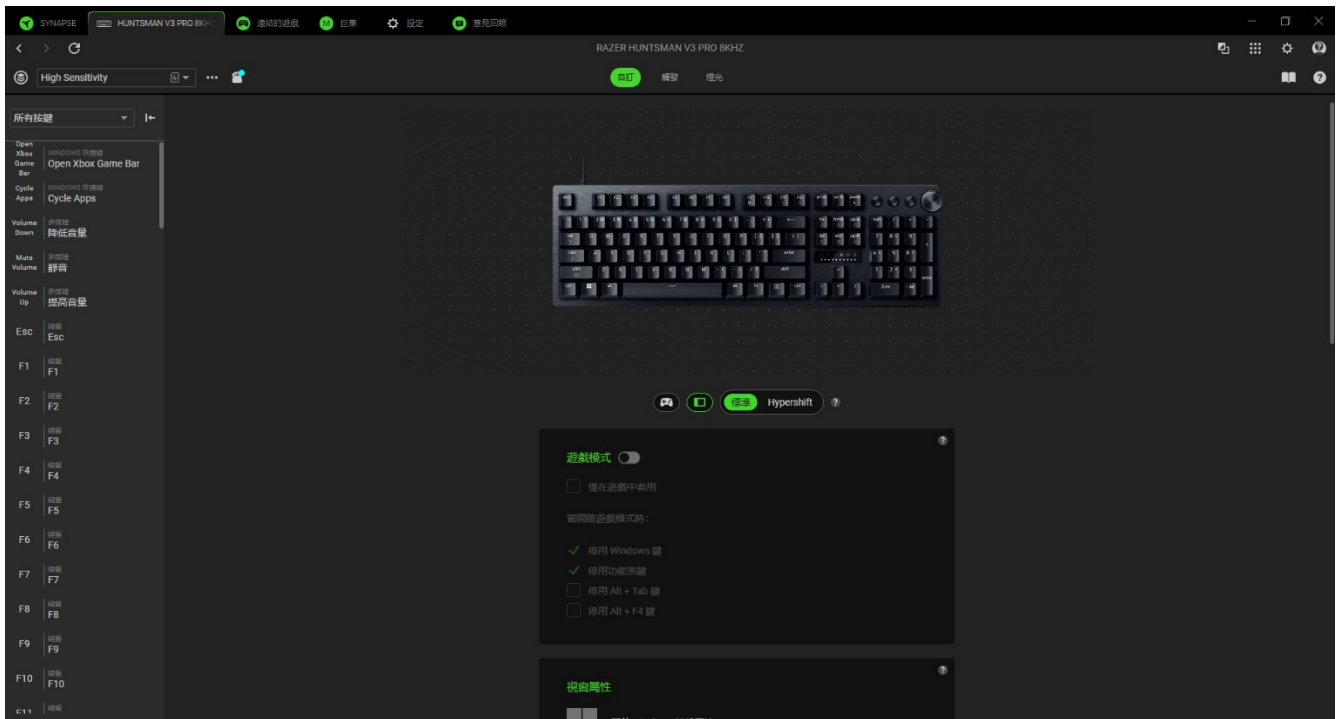 SYNAPSE
HUNTSMAN V3 PRO 8KHZ
連結的遊戲
巨集
設定
意見回饋
RAZER HUNTSMAN V3 PRO 8KHZ
High Sensitivity
自訂
觸發
燈光
所有按鍵
Open Xbox Game Bar
WINDOWS 快捷鍵
Open Xbox Game Bar
Cycle Apps
WINDOWS 快捷鍵
Cycle Apps
Volume Down
多媒體
降低音量
Mute Volume
多媒體
靜音
Volume Up
多媒體
提高音量
Esc
鍵盤
Esc
F1
鍵盤
F1
F2
鍵盤
F2
F3
鍵盤
F3
F4
鍵盤
F4
F5
鍵盤
F5
F6
鍵盤
F6
F7
鍵盤
F7
F8
鍵盤
F8
F9
鍵盤
F9
F10
鍵盤
F10
F11
鍵盤
標準
Hypershift
遊戲模式
僅在遊戲中套用
當開啟遊戲模式時:
停用 Windows 鍵
停用功能表鍵
停用 Alt + Tab 鍵
停用 Alt + F4 鍵
視窗屬性